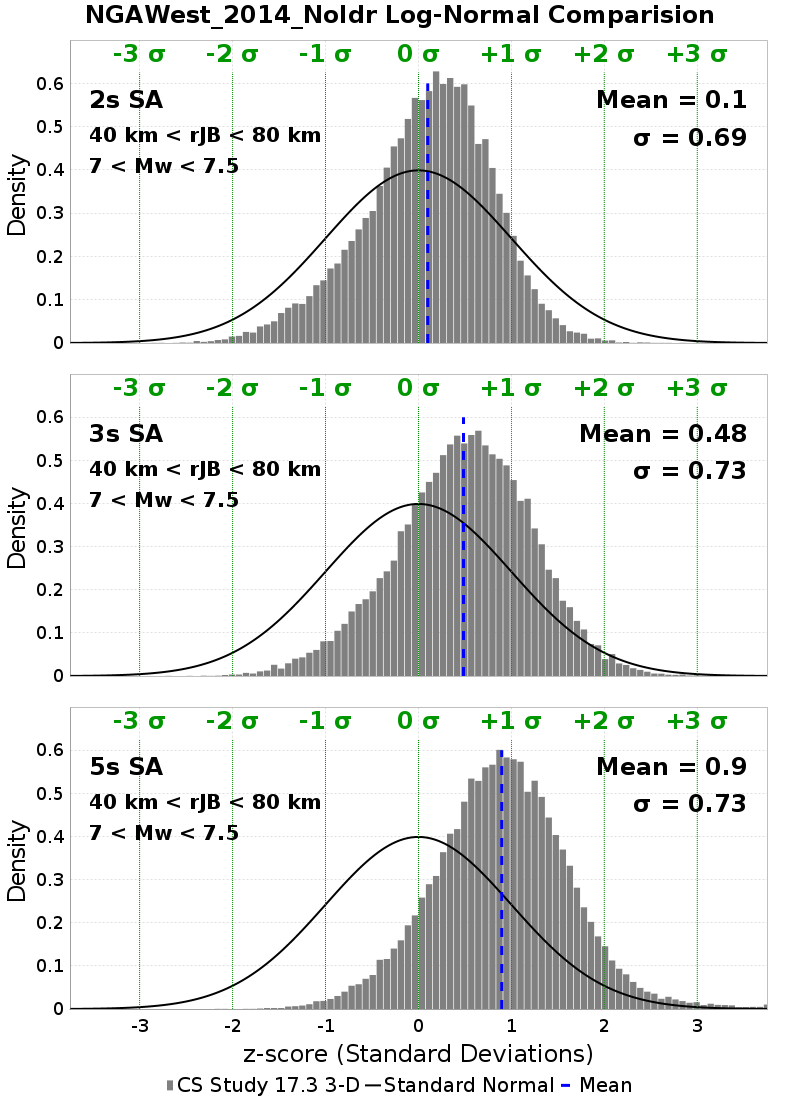 NGAWest_2014_NoIdr Log-Normal Comparision
-3 σ -2 σ -1 σ 0 σ +1 σ +2 σ +3 σ
2s SA
Mean = 0.1
40 km < rJB < 80 km
σ = 0.69
7 < Mw < 7.5
Density
0.6
0.5
0.4
0.3
0.2
0.1
0
-3 σ -2 σ -1 σ 0 σ +1 σ +2 σ +3 σ
3s SA
Mean = 0.48
40 km < rJB < 80 km
σ = 0.73
7 < Mw < 7.5
Density
0.6
0.5
0.4
0.3
0.2
0.1
0
-3 σ -2 σ -1 σ 0 σ +1 σ +2 σ +3 σ
5s SA
Mean = 0.9
40 km < rJB < 80 km
σ = 0.73
7 < Mw < 7.5
Density
0.6
0.5
0.4
0.3
0.2
0.1
0
-3 -2 -1 0 1 2 3
z-score (Standard Deviations)
CS Study 17.3 3-D Standard Normal Mean